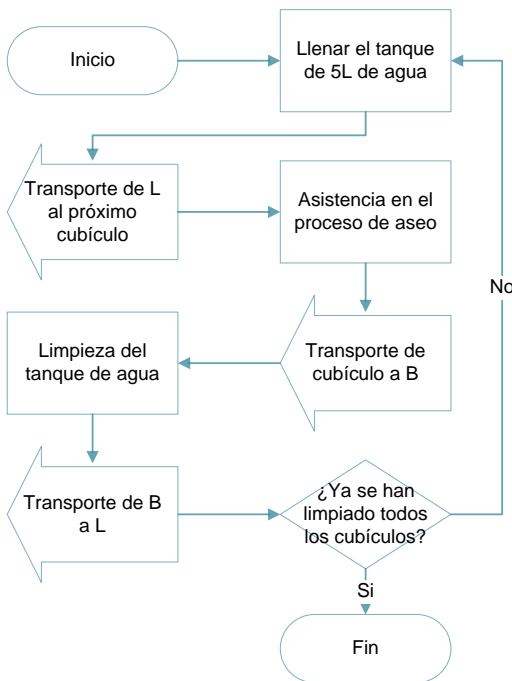 Inicio
Llenar el tanque
de 5L de agua
Transporte de L
al próximo
cubículo
Asistencia en el
proceso de aseo
No
Limpieza del
tanque de agua
Transporte de
cubículo a B
Transporte de B
a L
¿Ya se han
limpiado todos
los cubículos?
Si
Fin